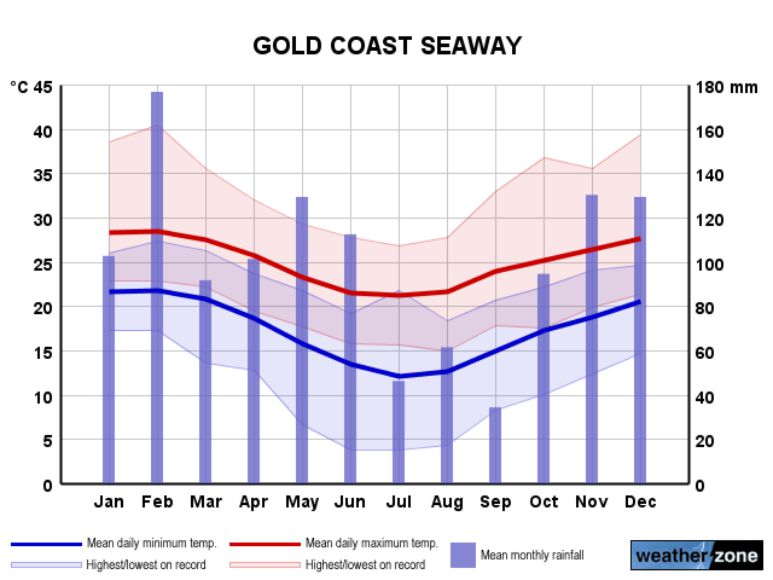 GOLD COAST SEAWAY
°C 45 180 mm
40 160
35 140
30 120
25 100
20 80
15 60
10 40
5 20
0 0
Jan Feb Mar Apr May Jun Jul Aug Sep Oct Nov Dec
Mean daily minimum temp. Mean daily maximum temp. Mean monthly rainfall
Highest/lowest on record Highest/lowest on record
weatherzone